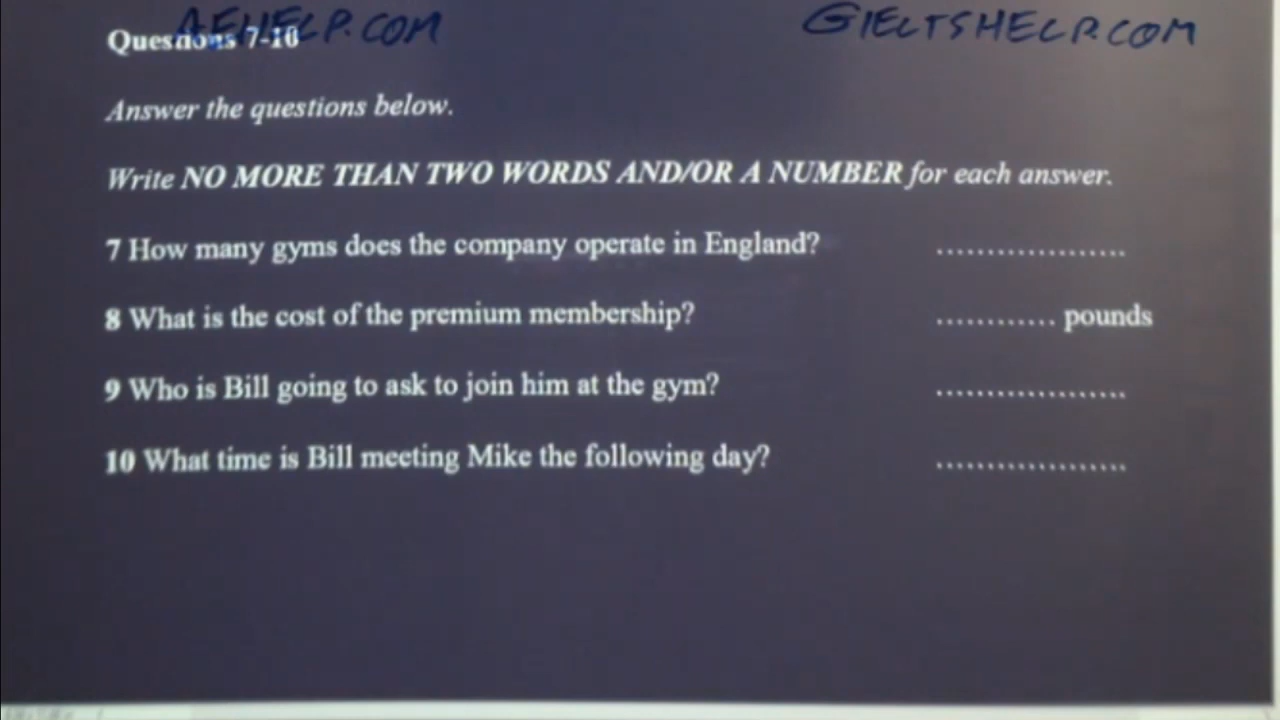 AEHELP.COM
GIELTSHELP.COM
Questions 7-10
Answer the questions below.
Write NO MORE THAN TWO WORDS AND/OR A NUMBER for each answer.
7 How many gyms does the company operate in England? ...................
8 What is the cost of the premium membership? ............ pounds
9 Who is Bill going to ask to join him at the gym? ...................
10 What time is Bill meeting Mike the following day? ...................